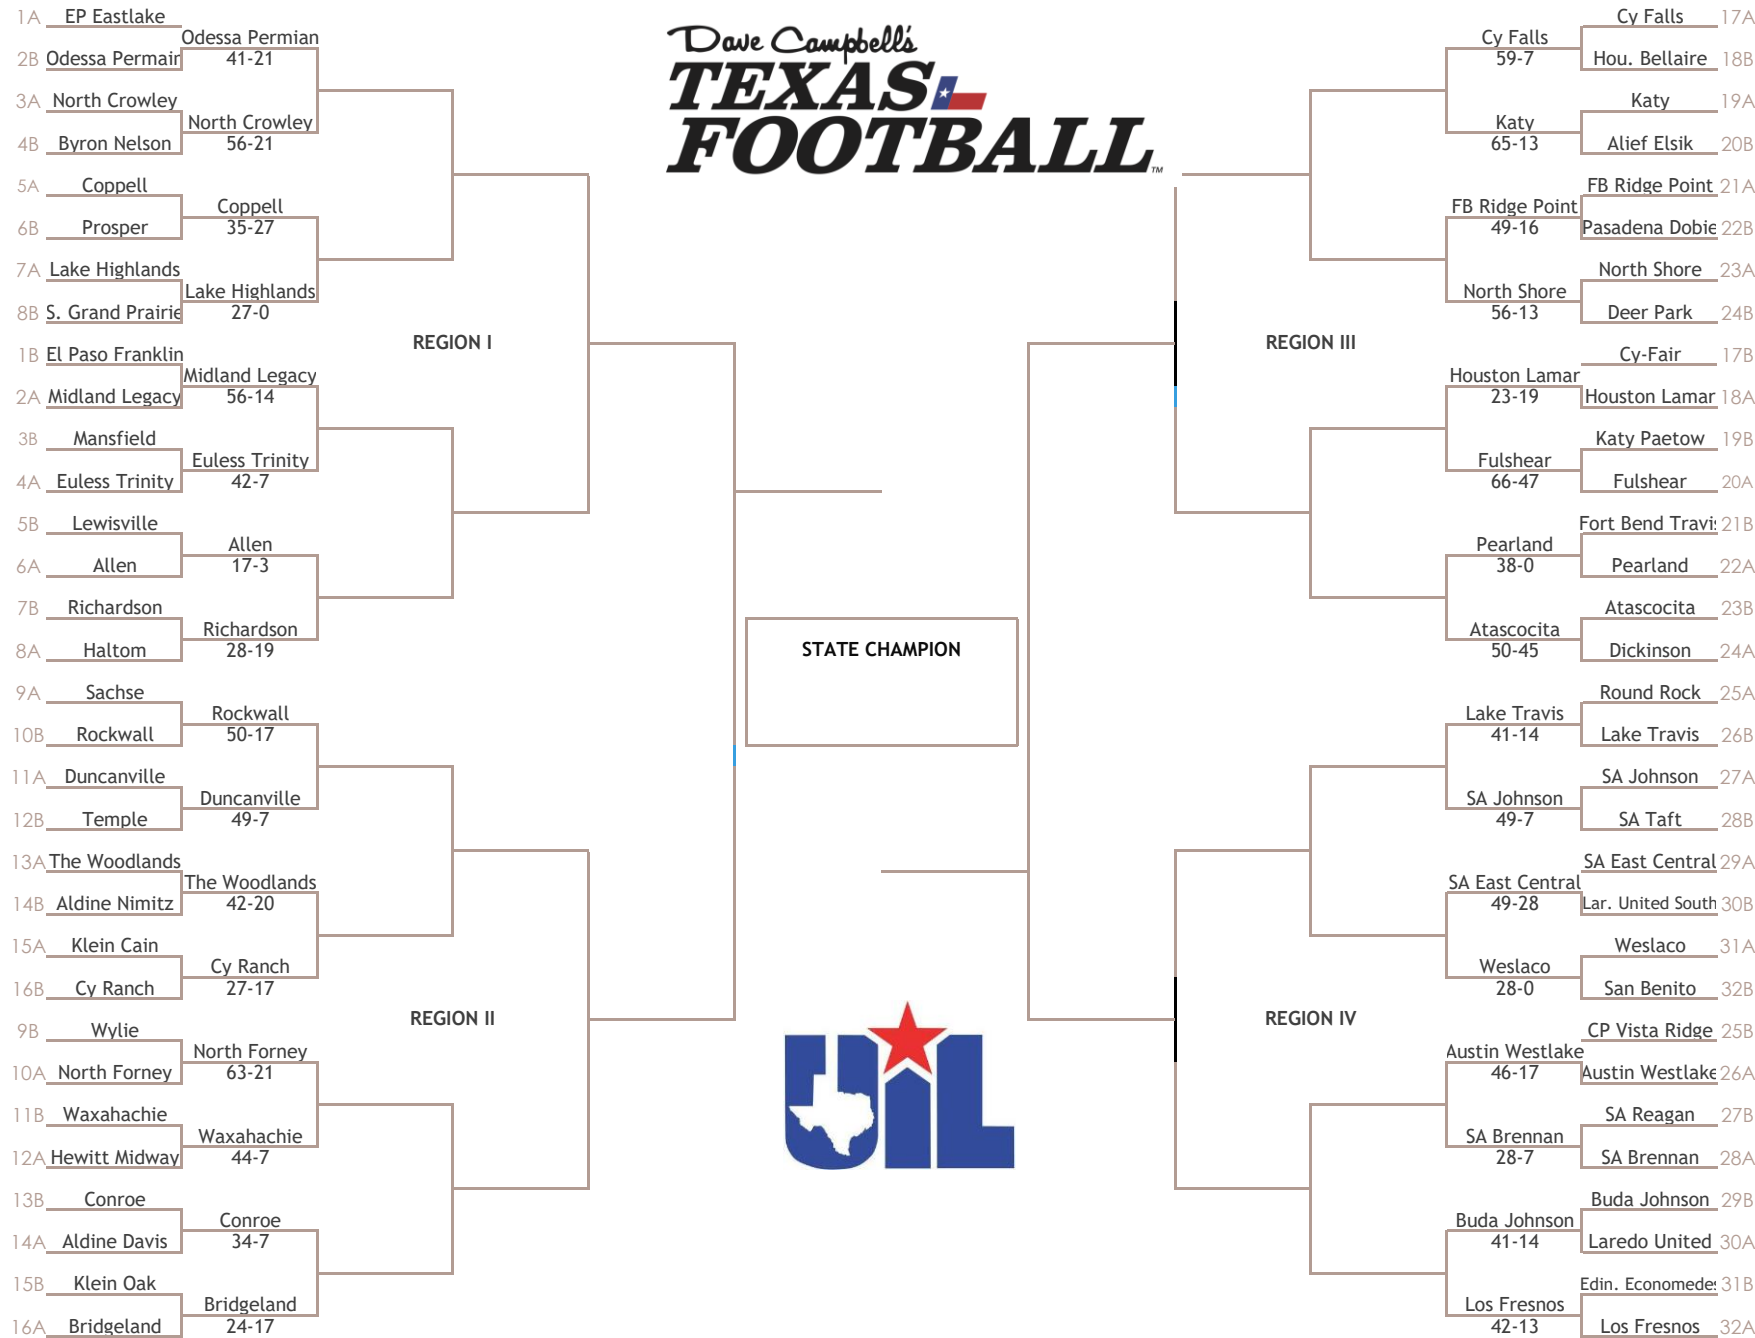 Dave Campbell's
TEXAS
FOOTBALL
TM
1A EP Eastlake
Odessa Permian
2B Odessa Permain
41-21
3A North Crowley
North Crowley
4B Byron Nelson
56-21
5A Coppell
Coppell
6B Prosper
35-27
7A Lake Highlands
Lake Highlands
8B S. Grand Prairie
27-0
REGION I
1B El Paso Franklin
Midland Legacy
2A Midland Legacy
56-14
3B Mansfield
Euless Trinity
4A Euless Trinity
42-7
5B Lewisville
Allen
6A Allen
17-3
7B Richardson
Richardson
8A Haltom
28-19
9A Sachse
Rockwall
10B Rockwall
50-17
11A Duncanville
Duncanville
12B Temple
49-7
13A The Woodlands
The Woodlands
14B Aldine Nimitz
42-20
15A Klein Cain
Cy Ranch
16B Cy Ranch
27-17
REGION II
9B Wylie
North Forney
10A North Forney
63-21
11B Waxahachie
Waxahachie
12A Hewitt Midway
44-7
13B Conroe
Conroe
14A Aldine Davis
34-7
15B Klein Oak
Bridgeland
16A Bridgeland
24-17
STATE CHAMPION
UIL
Cy Falls 17A
Cy Falls
Hou. Bellaire 18B
59-7
Katy 19A
Katy
Alief Elsik 20B
65-13
FB Ridge Point 21A
FB Ridge Point
Pasadena Dobie 22B
49-16
North Shore 23A
North Shore
Deer Park 24B
56-13
REGION III
Cy-Fair 17B
Houston Lamar
Houston Lamar 18A
23-19
Katy Paetow 19B
Fulshear
Fulshear 20A
66-47
Fort Bend Travis 21B
Pearland
Pearland 22A
38-0
Atascocita 23B
Atascocita
Dickinson 24A
50-45
Round Rock 25A
Lake Travis
Lake Travis 26B
41-14
SA Johnson 27A
SA Johnson
SA Taft 28B
49-7
SA East Central 29A
SA East Central
Lar. United South 30B
49-28
Weslaco 31A
Weslaco
San Benito 32B
28-0
REGION IV
CP Vista Ridge 25B
Austin Westlake
Austin Westlake 26A
46-17
SA Reagan 27B
SA Brennan
SA Brennan 28A
28-7
Buda Johnson 29B
Buda Johnson
Laredo United 30A
41-14
Edin. Economedes 31B
Los Fresnos
Los Fresnos 32A
42-13